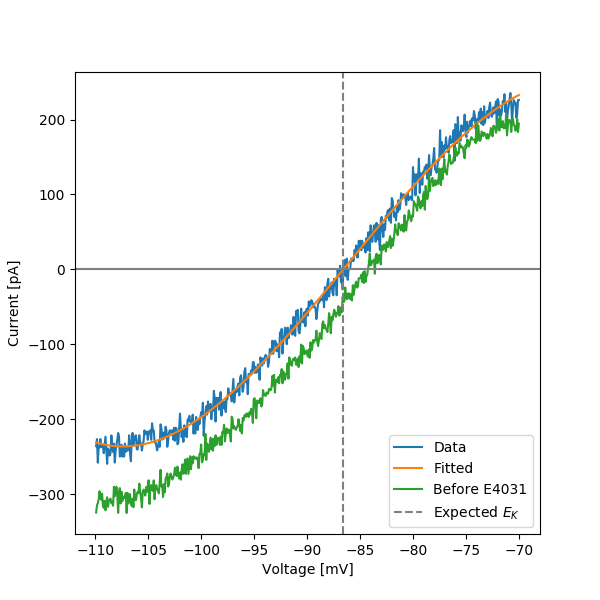 200
100
0
−100
−200
−300
Current [pA]
−110 −105 −100 −95 −90 −85 −80 −75 −70
Voltage [mV]
Data
Fitted
Before E4031
Expected E_K